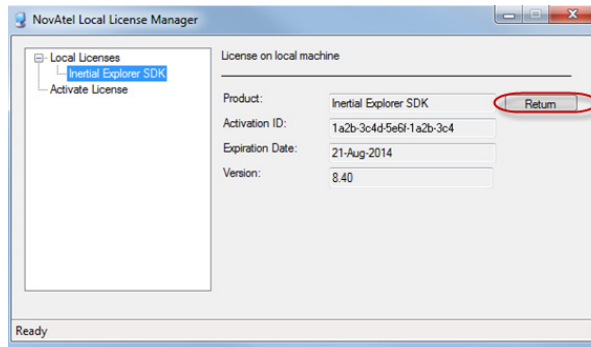 NovAtel Local License Manager
Local Licenses
Inertial Explorer SDK
Activate License
License on local machine
Product:
Inertial Explorer SDK
Return
Activation ID:
1a2b-3c4d-5e6f-1a2b-3c4
Expiration Date:
21-Aug-2014
Version:
8.40
Ready